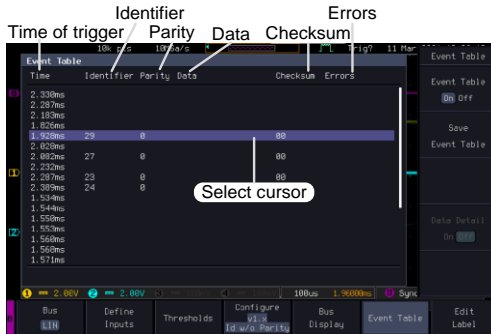 Identifier Errors
Time of trigger Parity Data Checksum
10k pts 10MSa/s Trig? 11 Mar
Event Table Event Table
Time Identifier Parity Data Checksum Errors
Event Table
On Off
2.330ms
2.287ms
2.183ms
1.826ms
1.928ms 29 0 00
2.028ms
2.082ms 27 0 00
2.232ms
2.287ms 23 0 00
2.389ms 24 0
1.534ms
1.544ms
1.550ms
1.553ms
1.560ms
1.568ms
1.571ms
Save
Event Table
Select cursor
Data Detail
On Off
1 2.00V 2 2.00V 100us 1.96000ms B Sync
Bus
LIN
Define
Inputs
Thresholds
Configure
v1.x
Id w/o Parity
Bus
Display
Event Table
Edit
Label